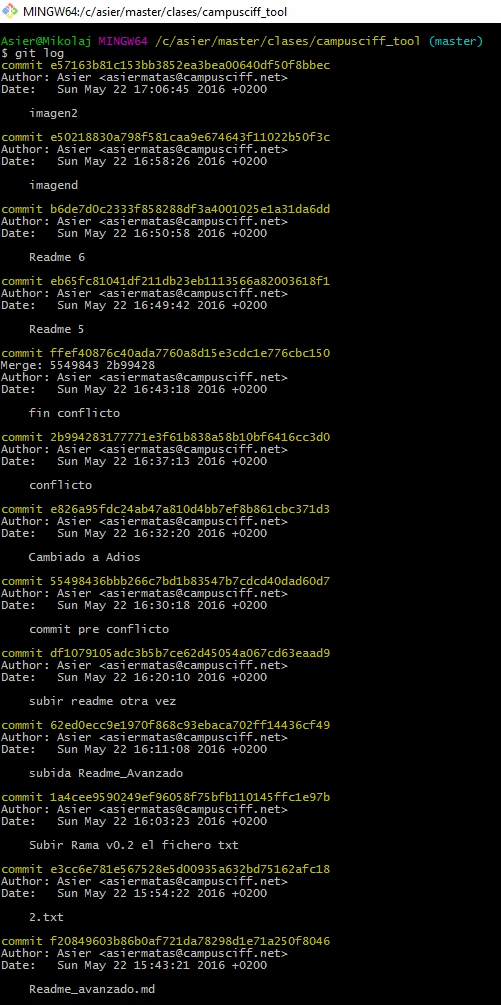 MINGW64:/c/asier/master/clases/campusciff_tool
Asier@Mikolaj MINGW64 /c/asier/master/clases/campusciff_tool (master)
$ git log
commit e57163b81c153bb3852ea3bea00640df50f8bbec
Author: Asier <asiermatas@campusciff.net>
Date:   Sun May 22 17:06:45 2016 +0200
imagen2
commit e50218830a798f581caa9e674643f11022b50f3c
Author: Asier <asiermatas@campusciff.net>
Date:   Sun May 22 16:58:26 2016 +0200
imagend
commit b6de7d0c2333f858288df3a4001025e1a31da6dd
Author: Asier <asiermatas@campusciff.net>
Date:   Sun May 22 16:50:58 2016 +0200
Readme 6
commit eb65fc81041df211db23eb1113566a82003618f1
Author: Asier <asiermatas@campusciff.net>
Date:   Sun May 22 16:49:42 2016 +0200
Readme 5
commit ffef40876c40ada7760a8d15e3cdc1e776cbc150
Merge: 5549843 2b99428
Author: Asier <asiermatas@campusciff.net>
Date:   Sun May 22 16:43:18 2016 +0200
fin conflicto
commit 2b994283177771e3f61b838a58b10bf6416cc3d0
Author: Asier <asiermatas@campusciff.net>
Date:   Sun May 22 16:37:13 2016 +0200
conflicto
commit e826a95fdc24ab47a810d4bb7ef8b861cbc371d3
Author: Asier <asiermatas@campusciff.net>
Date:   Sun May 22 16:32:20 2016 +0200
Cambiado a Adios
commit 55498436bbb266c7bd1b83547b7cdcd40dad60d7
Author: Asier <asiermatas@campusciff.net>
Date:   Sun May 22 16:30:18 2016 +0200
commit pre conflicto
commit df1079105adc3b5b7ce62d45054a067cd63eaad9
Author: Asier <asiermatas@campusciff.net>
Date:   Sun May 22 16:20:10 2016 +0200
subir readme otra vez
commit 62ed0ecc9e1970f868c93ebaca702ff14436cf49
Author: Asier <asiermatas@campusciff.net>
Date:   Sun May 22 16:11:08 2016 +0200
subida Readme_Avanzado
commit 1a4cee9590249ef96058f75bfb110145ffc1e97b
Author: Asier <asiermatas@campusciff.net>
Date:   Sun May 22 16:03:23 2016 +0200
Subir Rama v0.2 el fichero txt
commit e3cc6e781e567528e5d00935a632bd75162afc18
Author: Asier <asiermatas@campusciff.net>
Date:   Sun May 22 15:54:22 2016 +0200
2.txt
commit f20849603b86b0af721da78298d1e71a250f8046
Author: Asier <asiermatas@campusciff.net>
Date:   Sun May 22 15:43:21 2016 +0200
Readme_avanzado.md